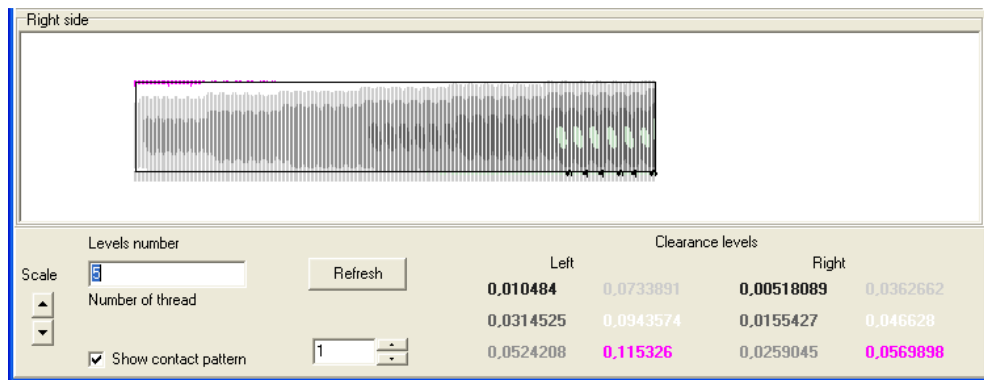 Right side
Levels number
Clearance levels
Left
Right
Scale
5
Refresh
0,010484 0,0733891 0,00518089 0,0362662
Number of thread
0,0314525 0,0943574 0,0155427 0,046628
Show contact pattern
1
0,0524208 0,115326 0,0259045 0,0569898